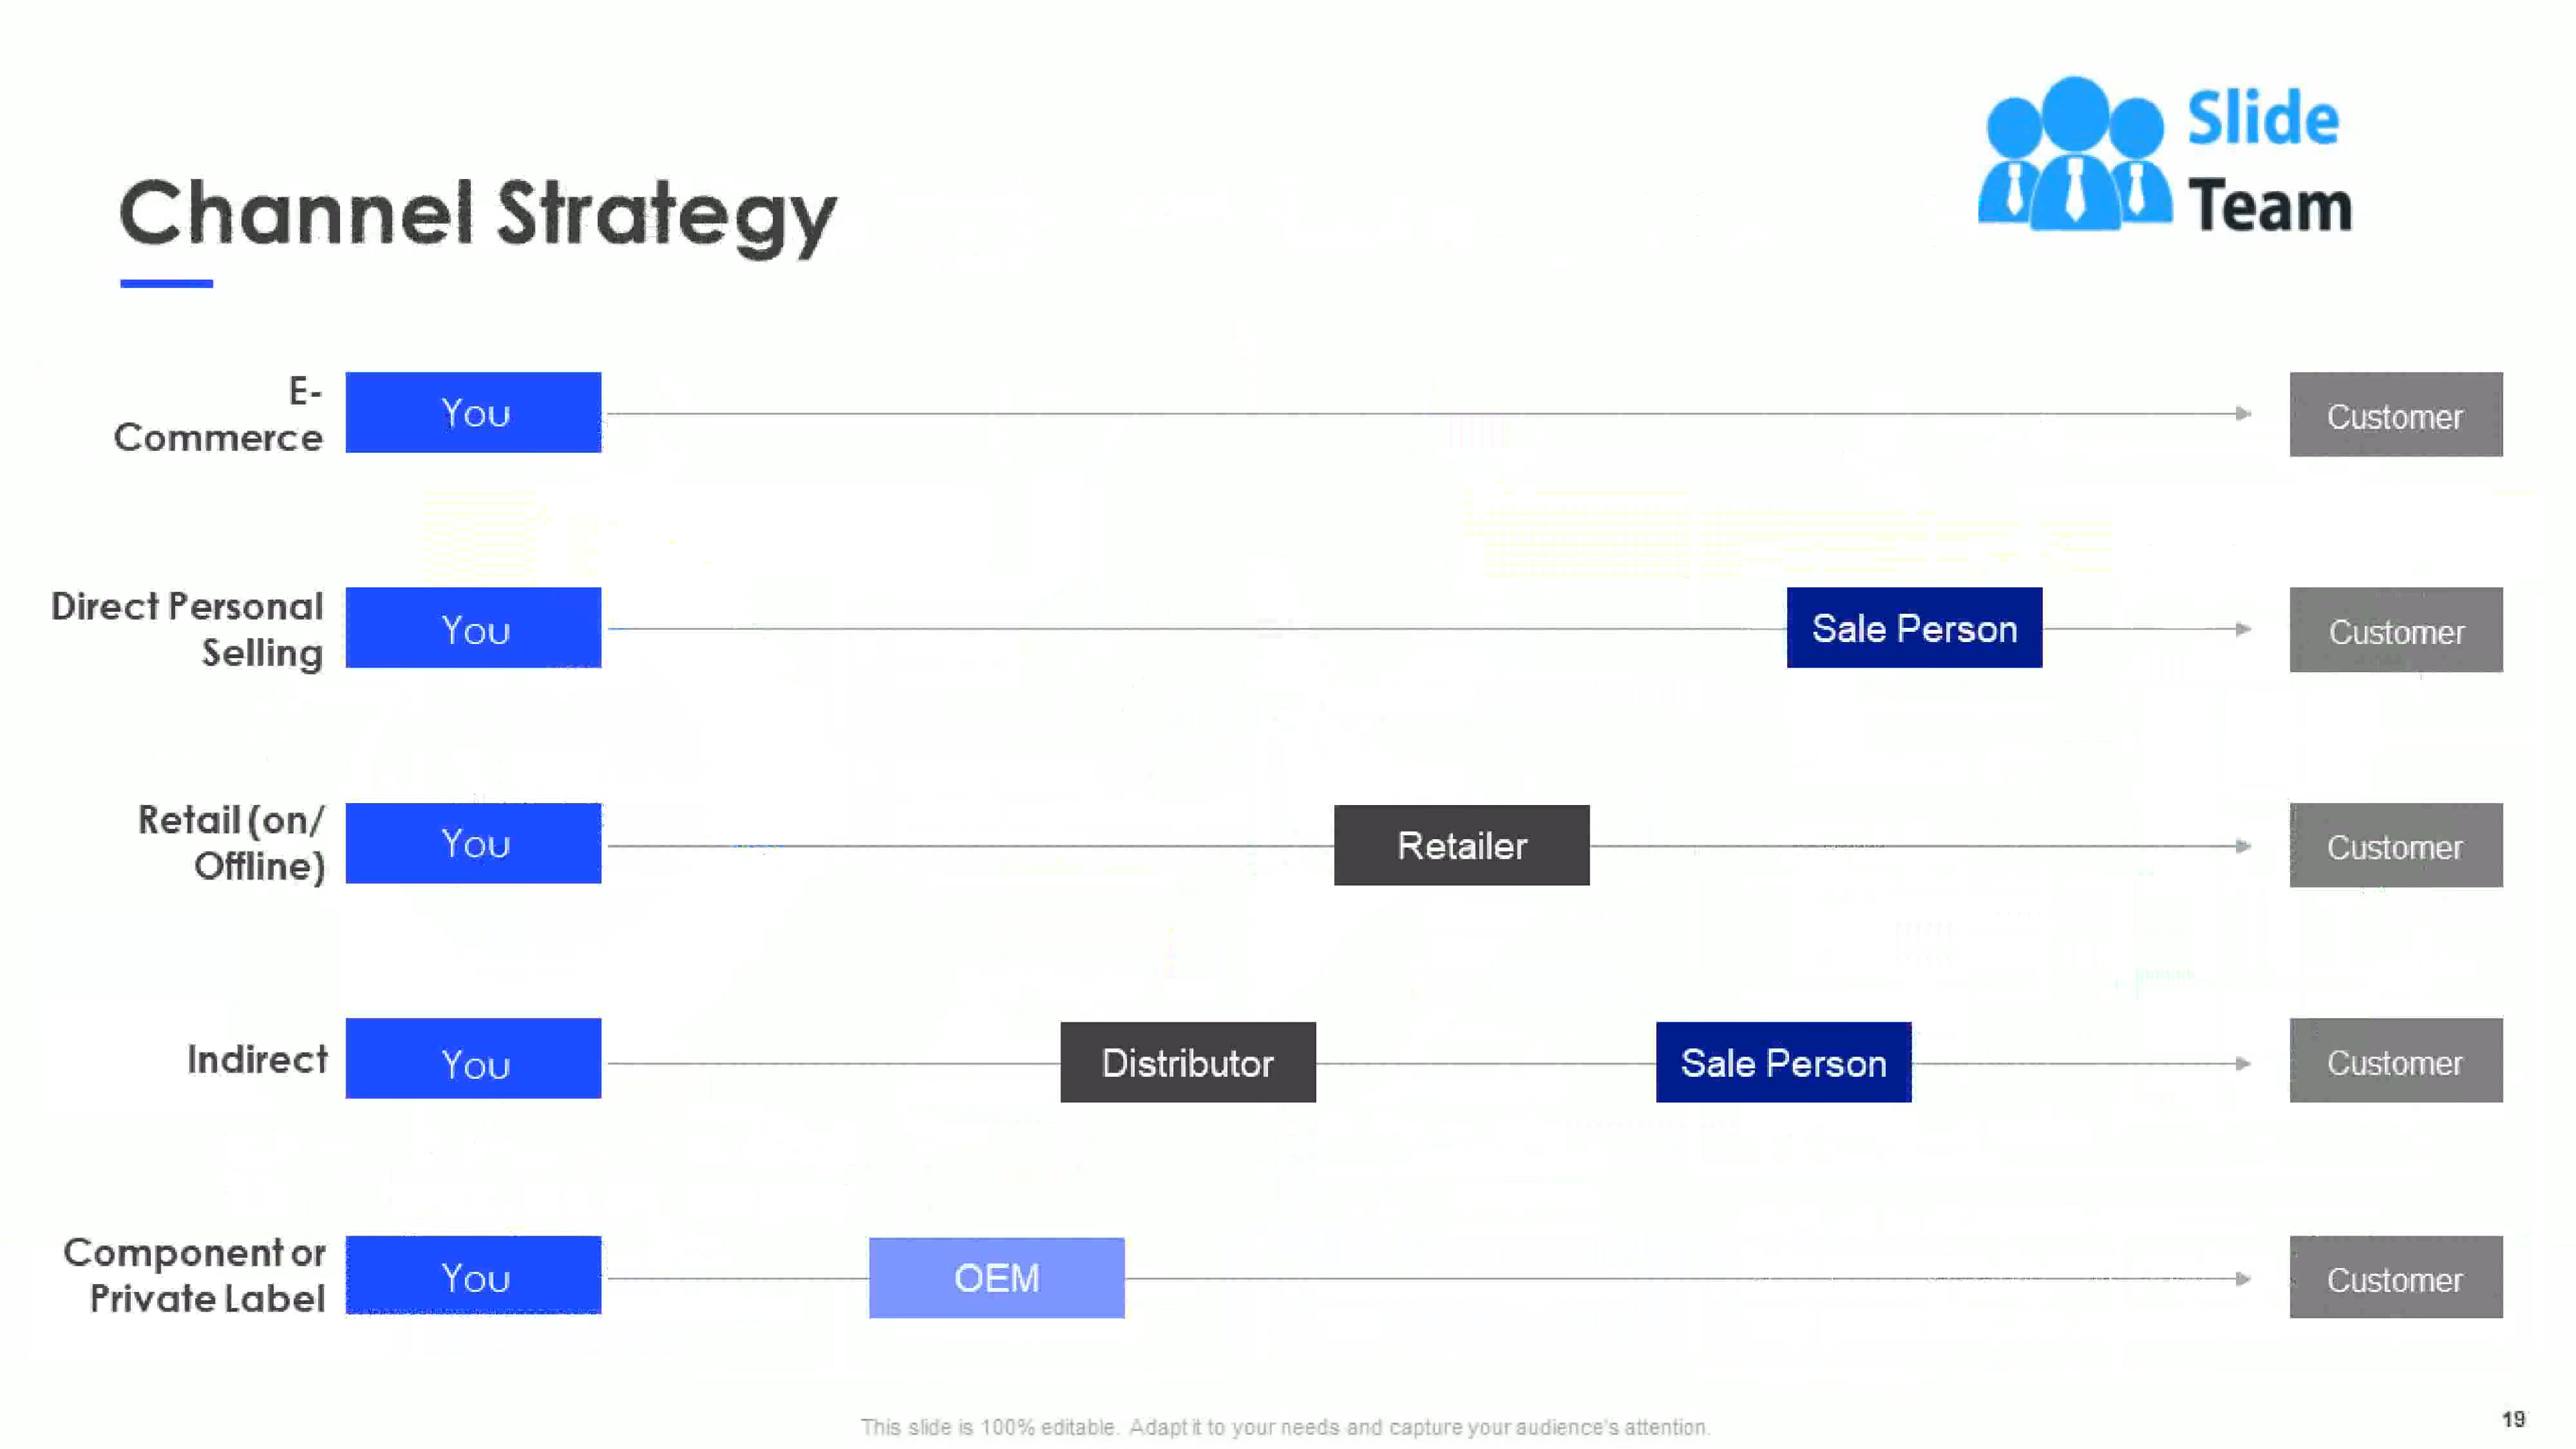 Slide
Team
Channel Strategy
E-
Commerce
You
Customer
Direct Personal
Selling
You
Sale Person
Customer
Retail (on/
Offline)
You
Retailer
Customer
Indirect
You
Distributor
Sale Person
Customer
Component or
Private Label
You
OEM
Customer
This slide is 100% editable. Adapt it to your needs and capture your audience's attention.
19